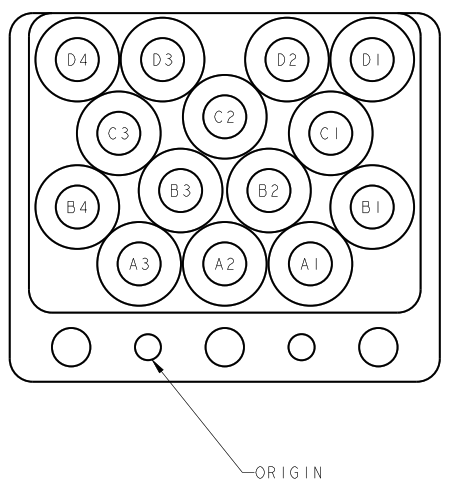 D4 D3 D2 D1
C3 C2 C1
B4 B3 B2 B1
A3 A2 A1
ORIGIN